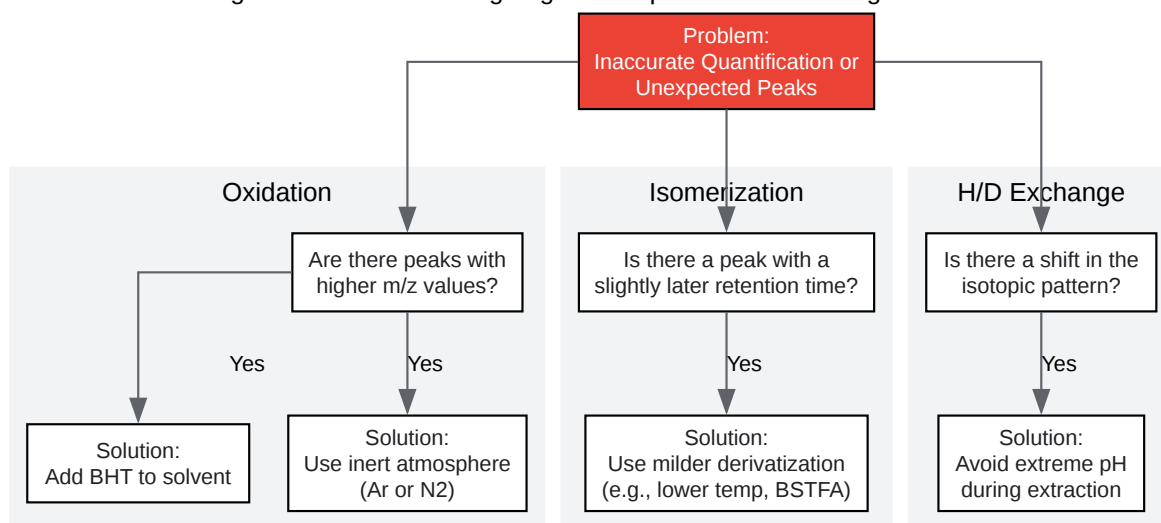 Problem:
Inaccurate Quantification or
Unexpected Peaks
Oxidation
Isomerization
H/D Exchange
Are there peaks with
higher m/z values?
Is there a peak with a
slightly later retention time?
Is there a shift in the
isotopic pattern?
Yes
Yes
Yes
Yes
Solution:
Add BHT to solvent
Solution:
Use inert atmosphere
(Ar or N2)
Solution:
Use milder derivatization
(e.g., lower temp, BSTFA)
Solution:
Avoid extreme pH
during extraction